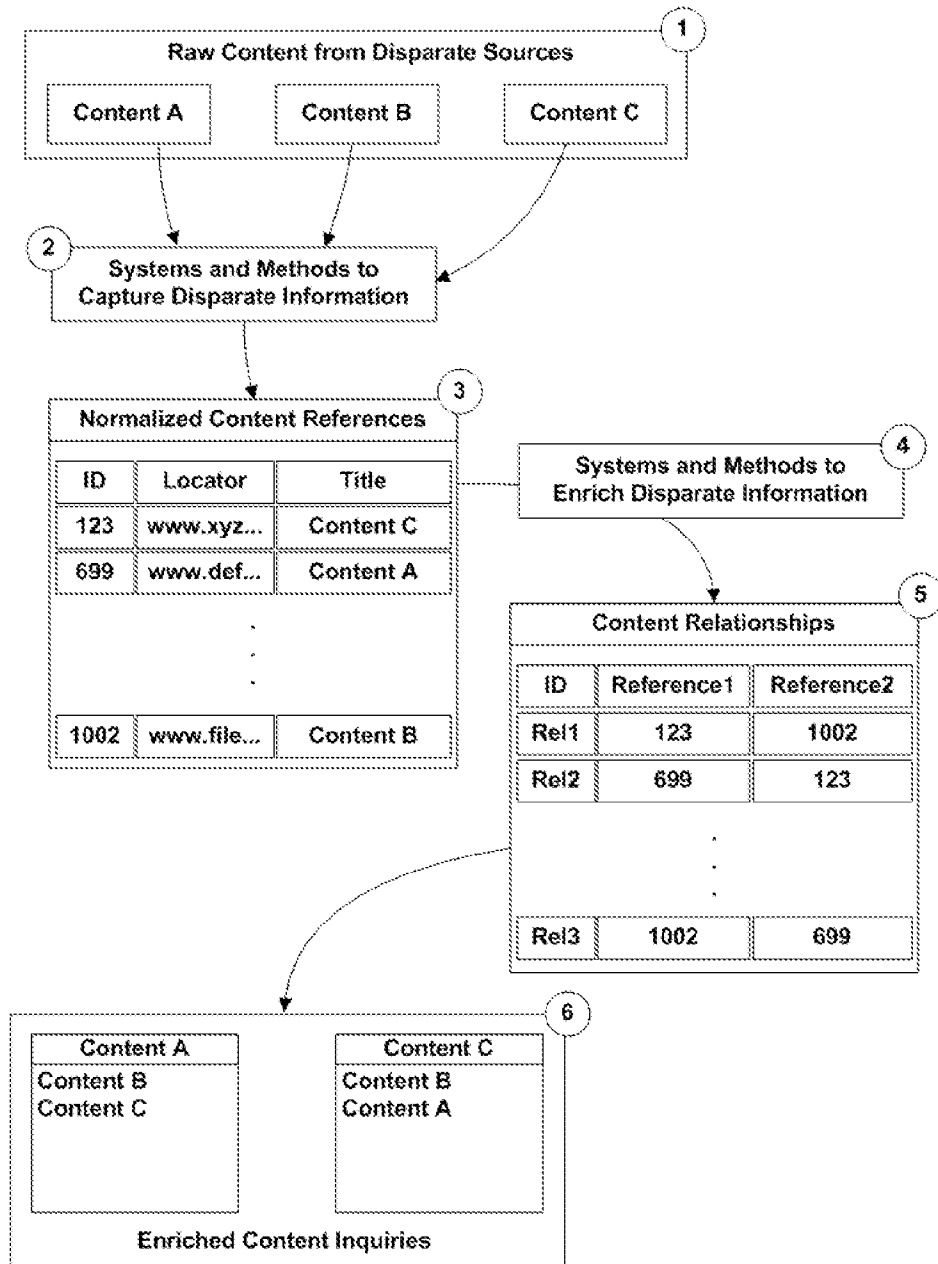 1
Raw Content from Disparate Sources
Content A
Content B
Content C
2
Systems and Methods to
Capture Disparate Information
3
Normalized Content References
ID Locator Title
123 www.xyz... Content C
699 www.def... Content A
.
.
.
1002 www.file... Content B
4
Systems and Methods to
Enrich Disparate Information
5
Content Relationships
ID Reference1 Reference2
Rel1 123 1002
Rel2 699 123
.
.
.
Rel3 1002 699
6
Content A
Content B
Content C
Content C
Content B
Content A
Enriched Content Inquiries